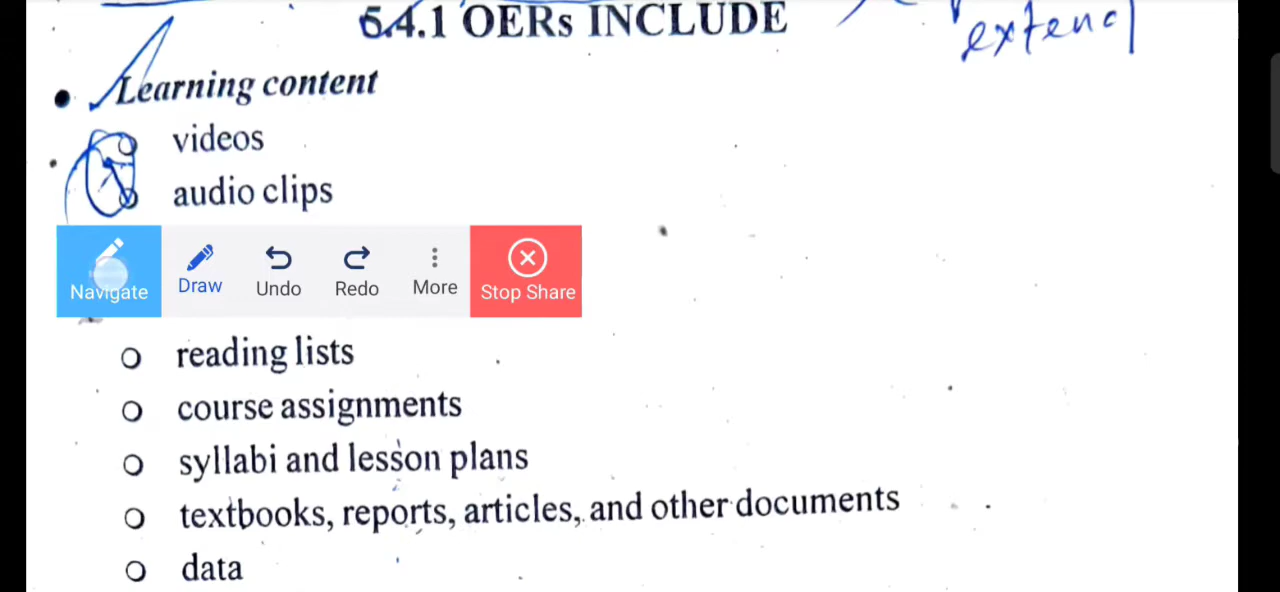 5.4.1 OERs INCLUDE
extend
• Learning content
videos
audio clips
Navigate Draw Undo Redo More Stop Share
o reading lists
o course assignments
o syllabi and lesson plans
o textbooks, reports, articles, and other documents
o data